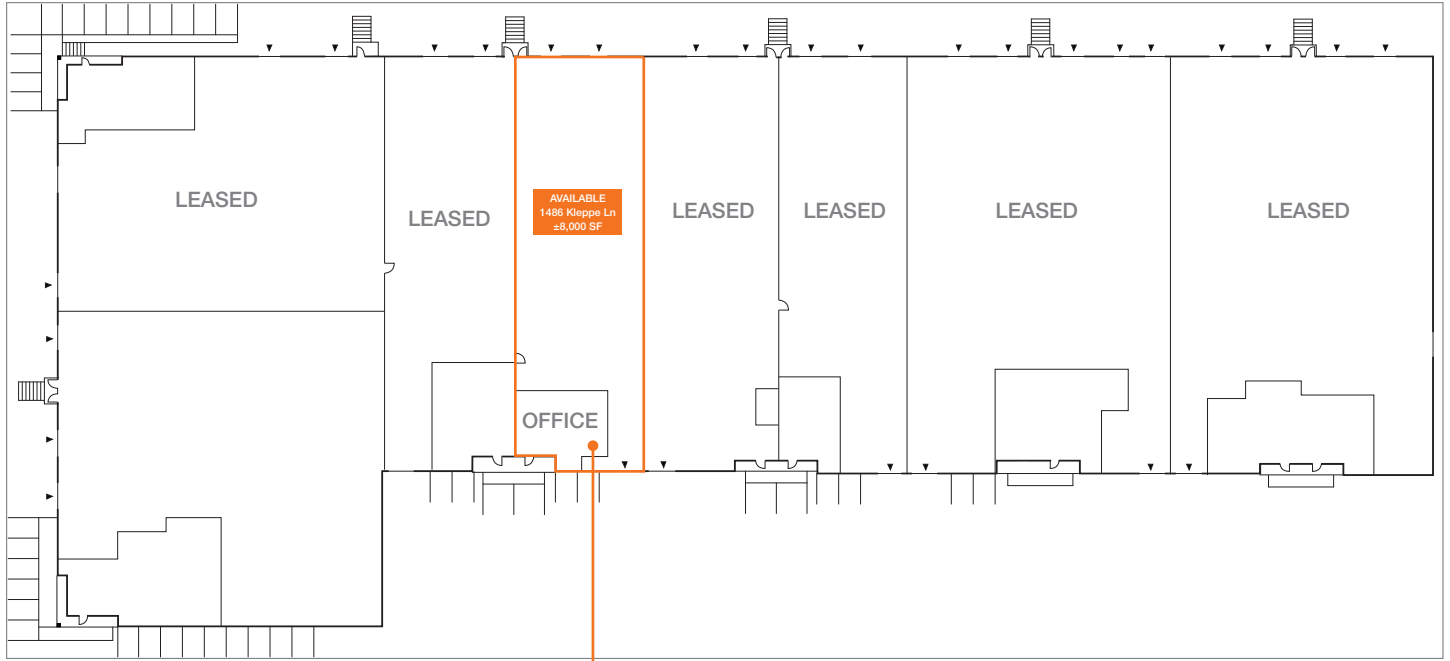 LEASED
LEASED
AVAILABLE
1486 Kleppe Ln
±8,000 SF
LEASED
LEASED
LEASED
LEASED
OFFICE